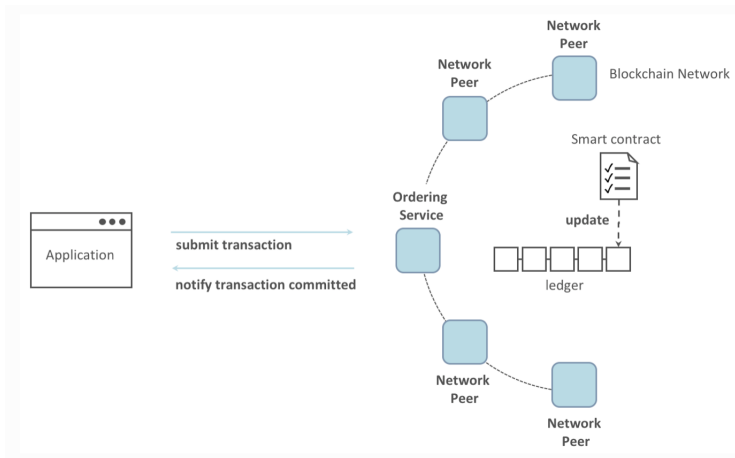 Network
Peer
Blockchain Network
Network
Peer
Smart contract
Ordering
Service
update
Application
submit transaction
notify transaction committed
ledger
Network
Peer
Network
Peer